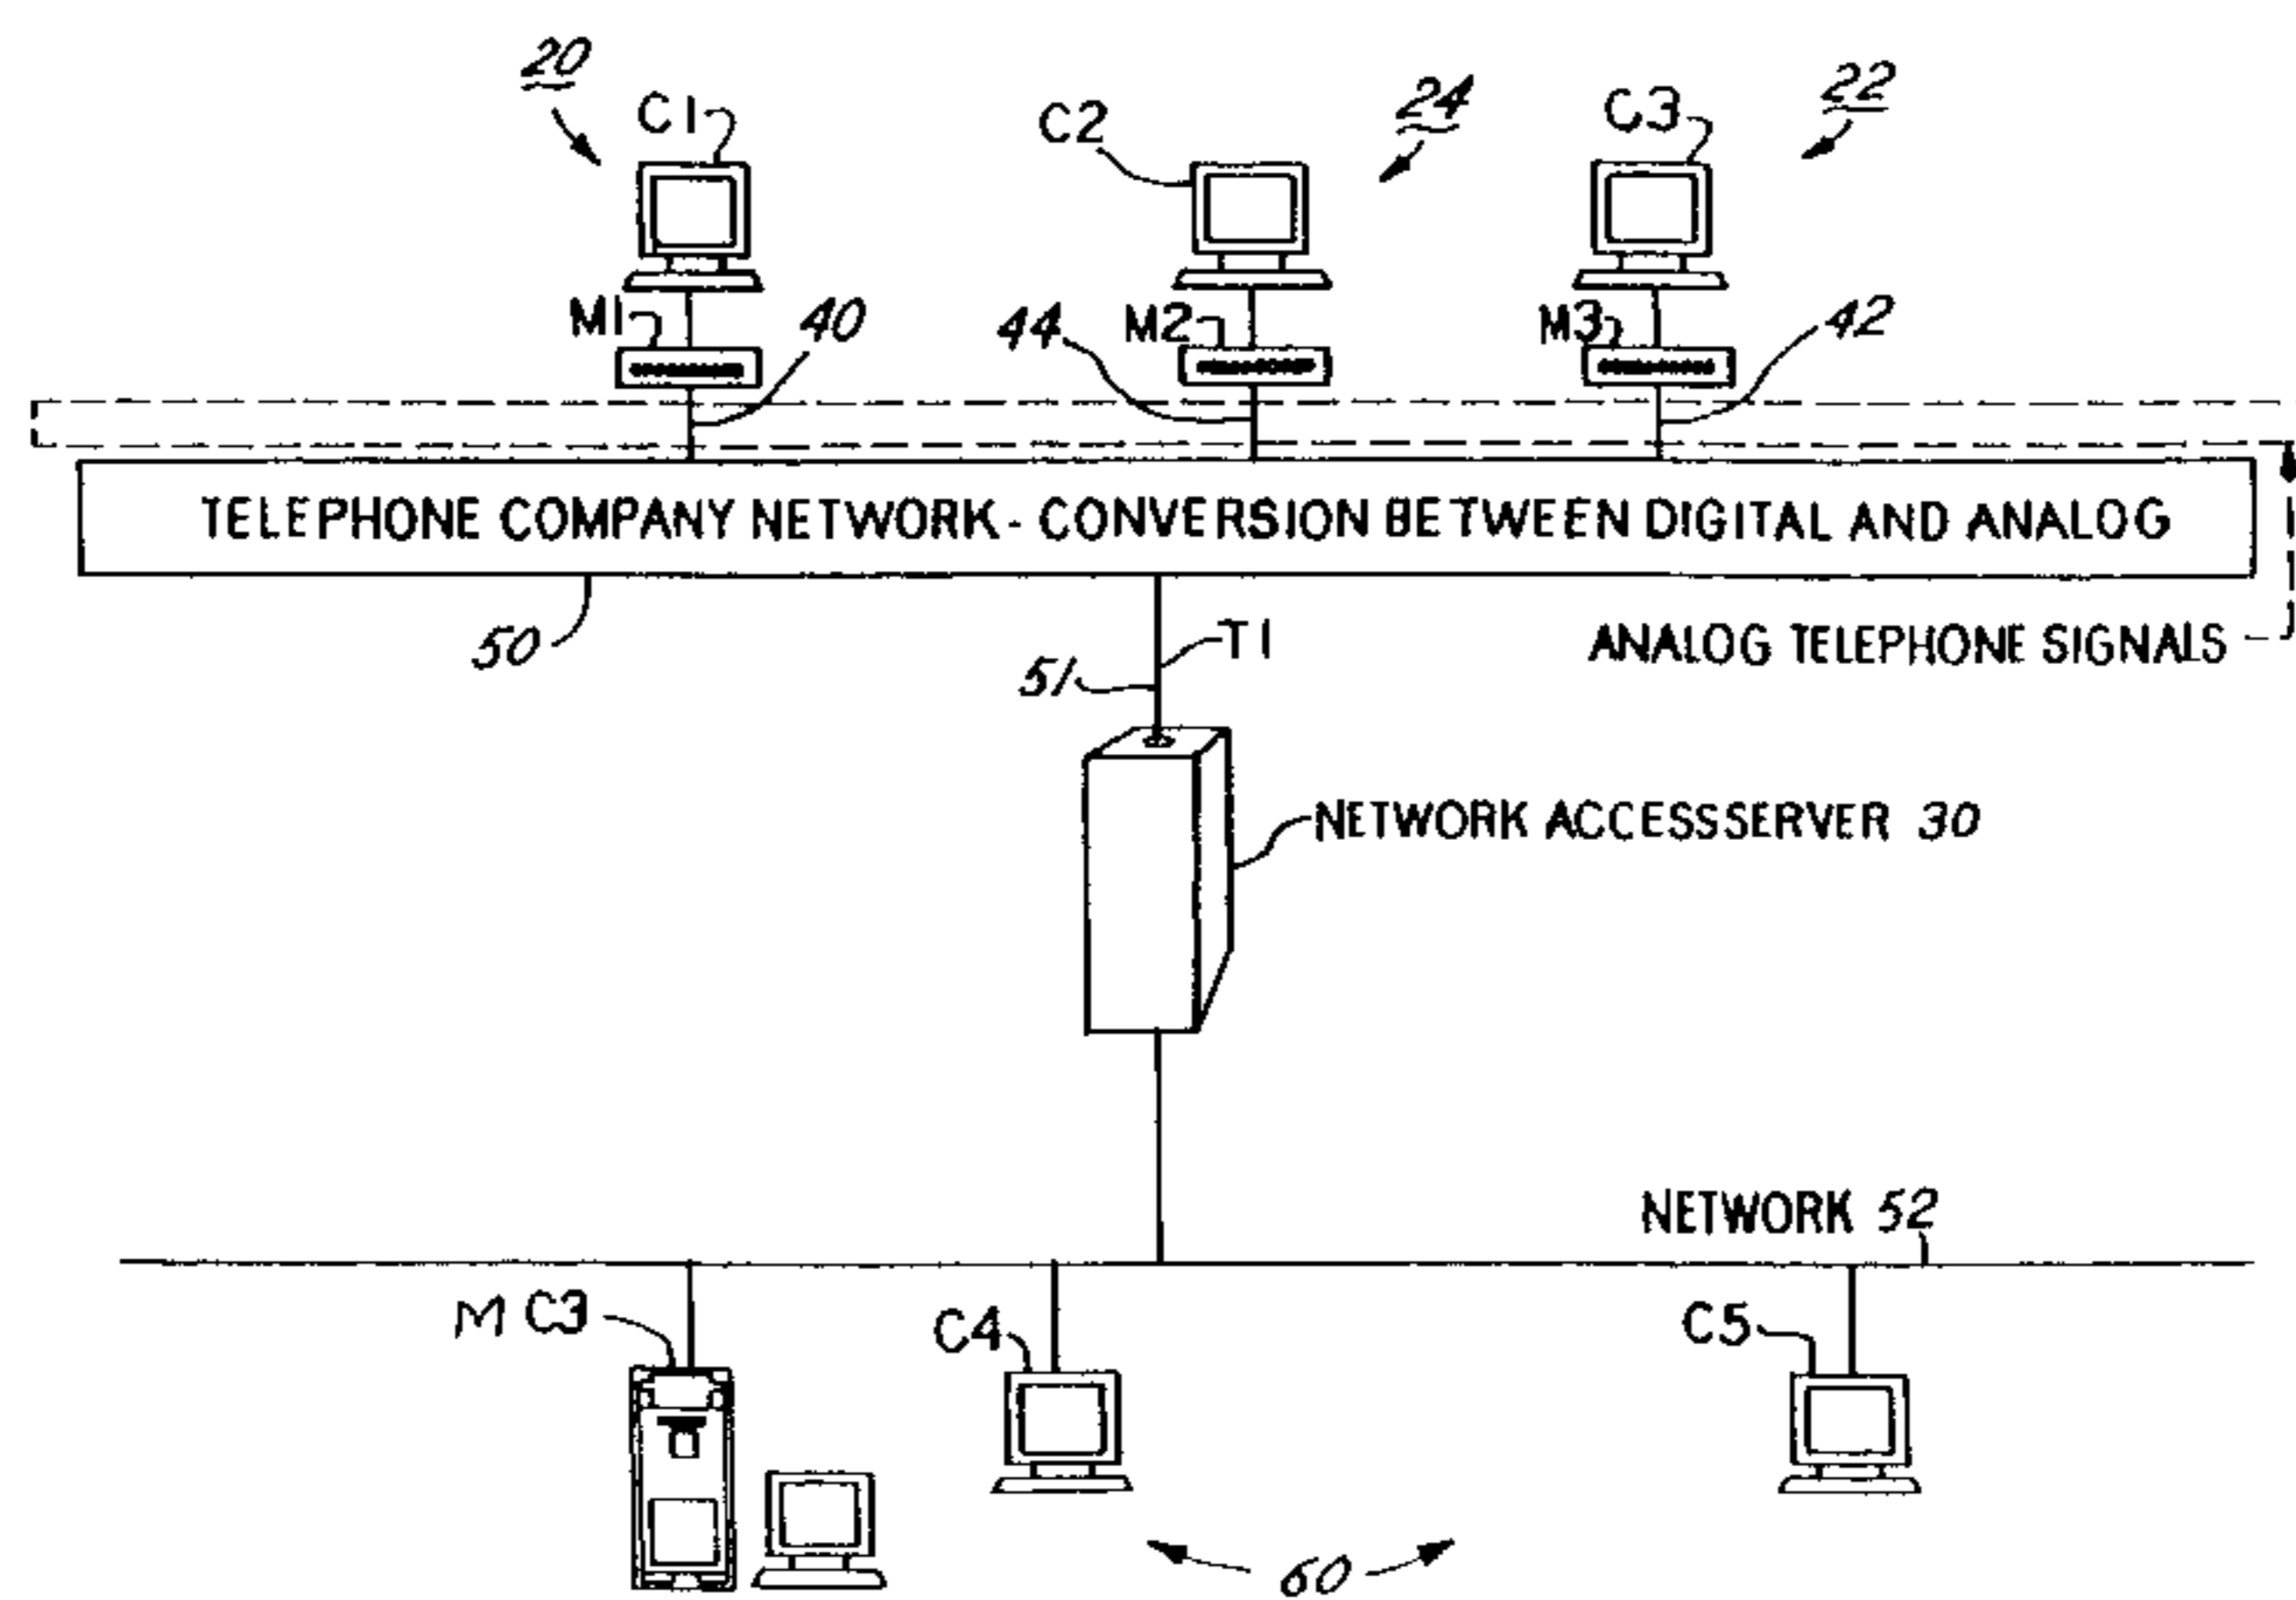 20
C1
C2
24
C3
22
M1
40
44
M2
M3
42
TELEPHONE COMPANY NETWORK - CONVERSION BETWEEN DIGITAL AND ANALOG
50
T1
51
ANALOG TELEPHONE SIGNALS
NETWORK ACCESSSERVER 30
NETWORK 52
M C3
C4
C5
60